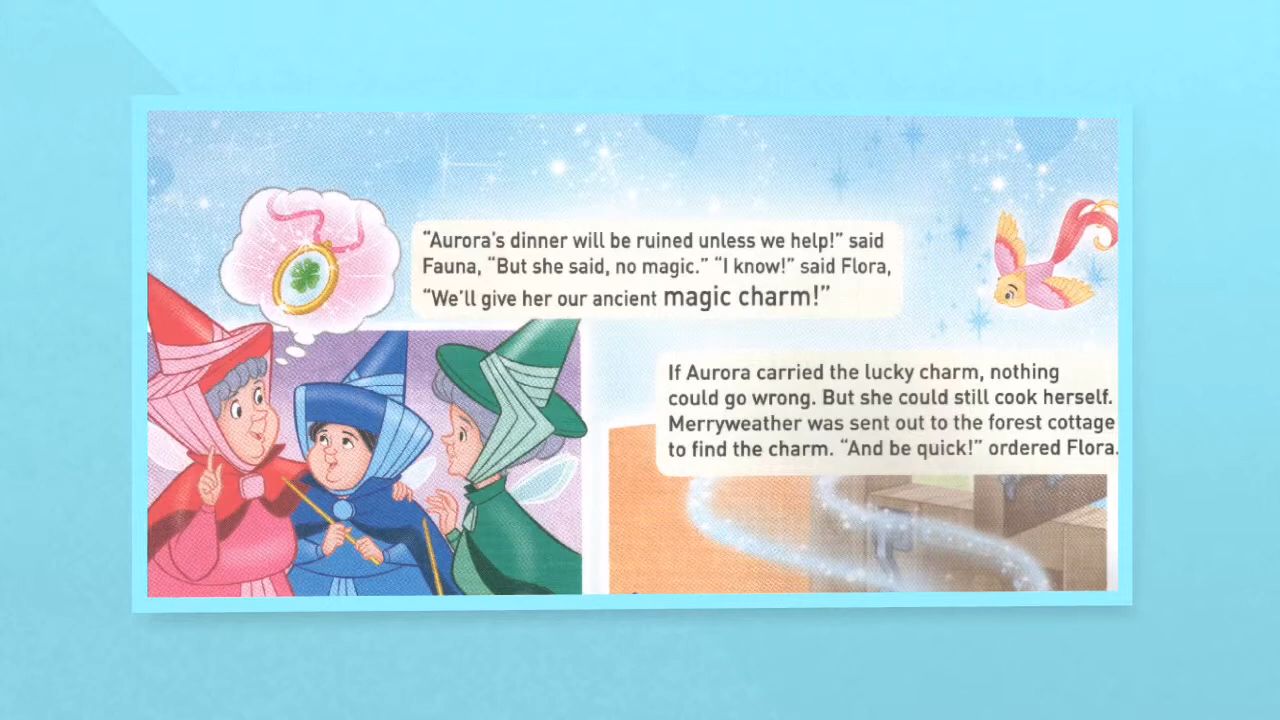 “Aurora’s dinner will be ruined unless we help!” said
Fauna, “But she said, no magic.” “I know!” said Flora,
“We’ll give her our ancient magic charm!”
If Aurora carried the lucky charm, nothing
could go wrong. But she could still cook herself.
Merryweather was sent out to the forest cottage
to find the charm. “And be quick!” ordered Flora.